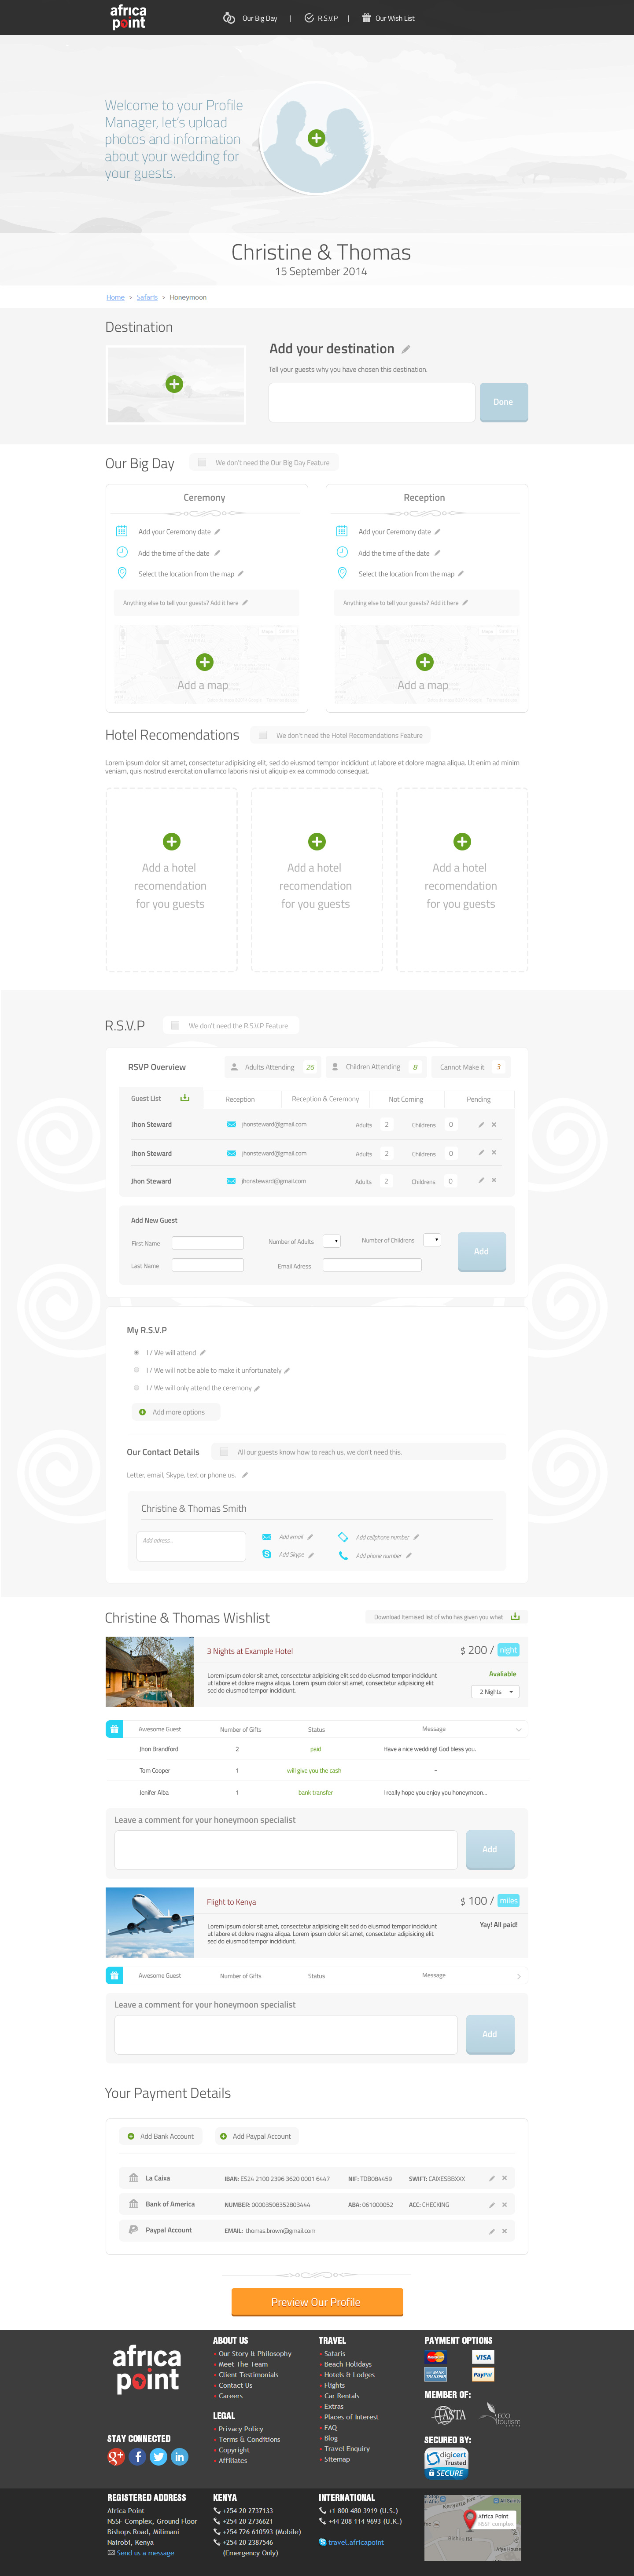 africa
point
Our Big Day | R.S.V.P | Our Wish List
Welcome to your Profile
Manager, let's upload
photos and information
about your wedding for
your guests.
Christine & Thomas
15 September 2014
Home > Safaris > Honeymoon
Destination
Add your destination
Tell your guests why you have chosen this destination.
Done
Our Big Day We don't need the Our Big Day Feature
Ceremony Reception
Add your Ceremony date Add your Ceremony date
Add the time of the date Add the time of the date
Select the location from the map Select the location from the map
Anything else to tell your guests? Add it here Anything else to tell your guests? Add it here
Add a map Add a map
Hotel Recomendations We don't need the Hotel Recomendations Feature
Lorem ipsum dolor sit amet, consectetur adipisicing elit, sed do eiusmod tempor incididunt ut labore et dolore magna aliqua. Ut enim ad minim
veniam, quis nostrud exercitation ullamco laboris nisi ut aliquip ex ea commodo consequat.
Add a hotel Add a hotel Add a hotel
recomendation recomendation recomendation
for you guests for you guests for you guests
R.S.V.P We don't need the R.S.V.P Feature
RSVP Overview Adults Attending 26 Children Attending 8 Cannot Make it 3
Guest List Reception Reception & Ceremony Not Coming Pending
Jhon Steward jhonsteward@gmail.com Adults 2 Childrens 0
Jhon Steward jhonsteward@gmail.com Adults 2 Childrens 0
Jhon Steward jhonsteward@gmail.com Adults 2 Childrens 0
Add New Guest
First Name Number of Adults Number of Childrens
Last Name Email Adress Add
My R.S.V.P
I / We will attend
I / We will not be able to make it unfortunately
I / We will only attend the ceremony
Add more options
Our Contact Details All our guests know how to reach us, we don't need this.
Letter, email, Skype, text or phone us.
Christine & Thomas Smith
Add adress... Add email Add cellphone number
Add Skype Add phone number
Christine & Thomas Wishlist Download itemised list of who has given you what
3 Nights at Example Hotel $ 200 / night
Lorem ipsum dolor sit amet, consectetur adipisicing elit sed do eiusmod tempor incididunt
ut labore et dolore magna aliqua. Lorem ipsum dolor sit amet, consectetur adipisicing elit
sed do eiusmod tempor incididunt.
Avaliable
2 Nights
Awesome Guest Number of Gifts Status Message
Jhon Brandford 2 paid Have a nice wedding! God bless you.
Tom Cooper 1 will give you the cash -
Jenifer Alba 1 bank transfer I really hope you enjoy you honeymoon...
Leave a comment for your honeymoon specialist
Add
Flight to Kenya $ 100 / miles
Lorem ipsum dolor sit amet, consectetur adipisicing elit sed do eiusmod tempor incididunt
ut labore et dolore magna aliqua. Lorem ipsum dolor sit amet, consectetur adipisicing elit
sed do eiusmod tempor incididunt.
Yay! All paid!
Awesome Guest Number of Gifts Status Message
Leave a comment for your honeymoon specialist
Add
Your Payment Details
Add Bank Account Add Paypal Account
La Caixa IBAN: ES24 2100 2396 3620 0001 6447 NIF: TDB084459 SWIFT: CAIXESBBXXX
Bank of America NUMBER: 00003508352803444 ABA: 061000052 ACC: CHECKING
Paypal Account EMAIL: thomas.brown@gmail.com
Preview Our Profile
africa
point
STAY CONNECTED
ABOUT US
Our Story & Philosophy
Meet The Team
Client Testimonials
Contact Us
Careers
LEGAL
Privacy Policy
Terms & Conditions
Copyright
Affiliates
TRAVEL
Safaris
Beach Holidays
Hotels & Lodges
Flights
Car Rentals
Extras
Places of Interest
FAQ
Blog
Travel Enquiry
Sitemap
PAYMENT OPTIONS
MasterCard VISA
BANK TRANSFER PayPal
MEMBER OF:
ASTA ECO tourism
SECURED BY:
digicert
Trusted
SECURE
REGISTERED ADDRESS
Africa Point
NSSF Complex, Ground Floor
Bishops Road, Milimani
Nairobi, Kenya
Send us a message
KENYA
+254 20 2737133
+254 20 2736621
+254 726 610593 (Mobile)
+254 20 2387546
(Emergency Only)
INTERNATIONAL
+1 800 480 3919 (U.S.)
+44 208 114 9693 (U.K.)
travel.africapoint
Africa Point
NSSF complex
Bishop Rd